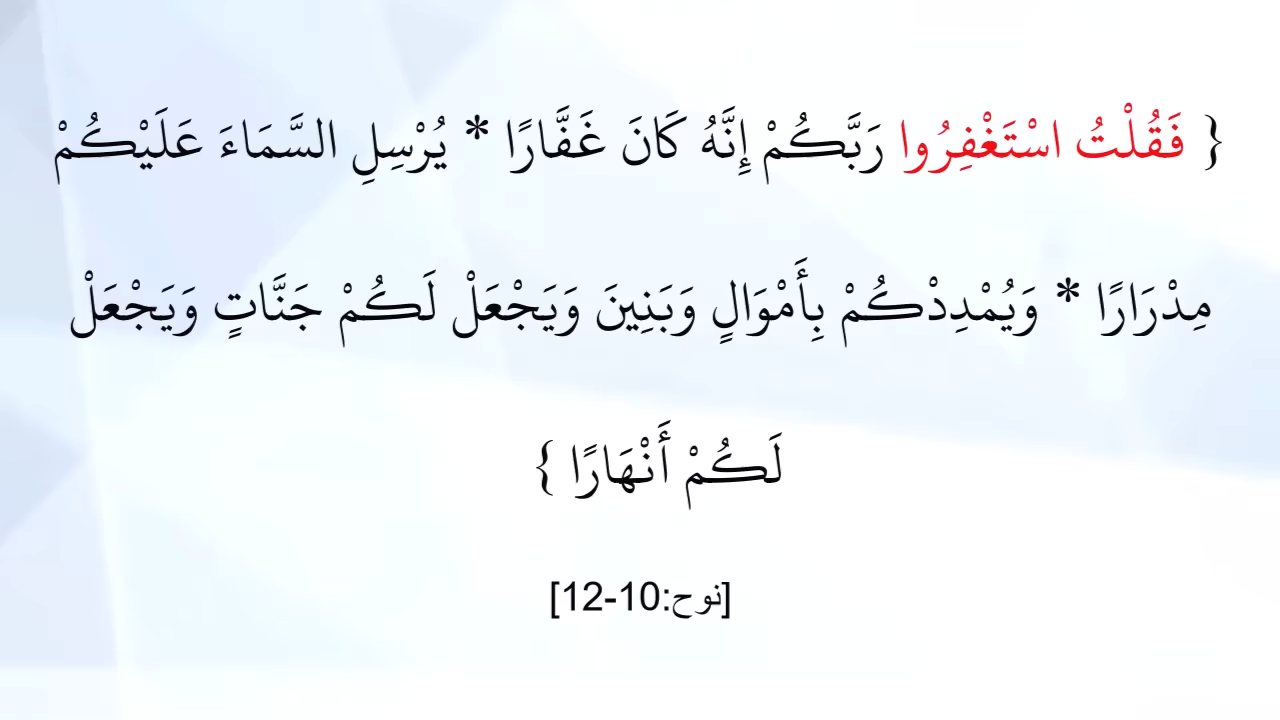 { فَقُلْتُ اسْتَغْفِرُوا رَبَّكُمْ إِنَّهُ كَانَ غَفَّارًا * يُرْسِلِ السَّمَاءَ عَلَيْكُمْ
مِدْرَارًا * وَيُمْدِدْكُمْ بِأَمْوَالٍ وَبَنِينَ وَيَجْعَلْ لَكُمْ جَنَّاتٍ وَيَجْعَلْ
لَكُمْ أَنْهَارًا }
[نوح:10-12]